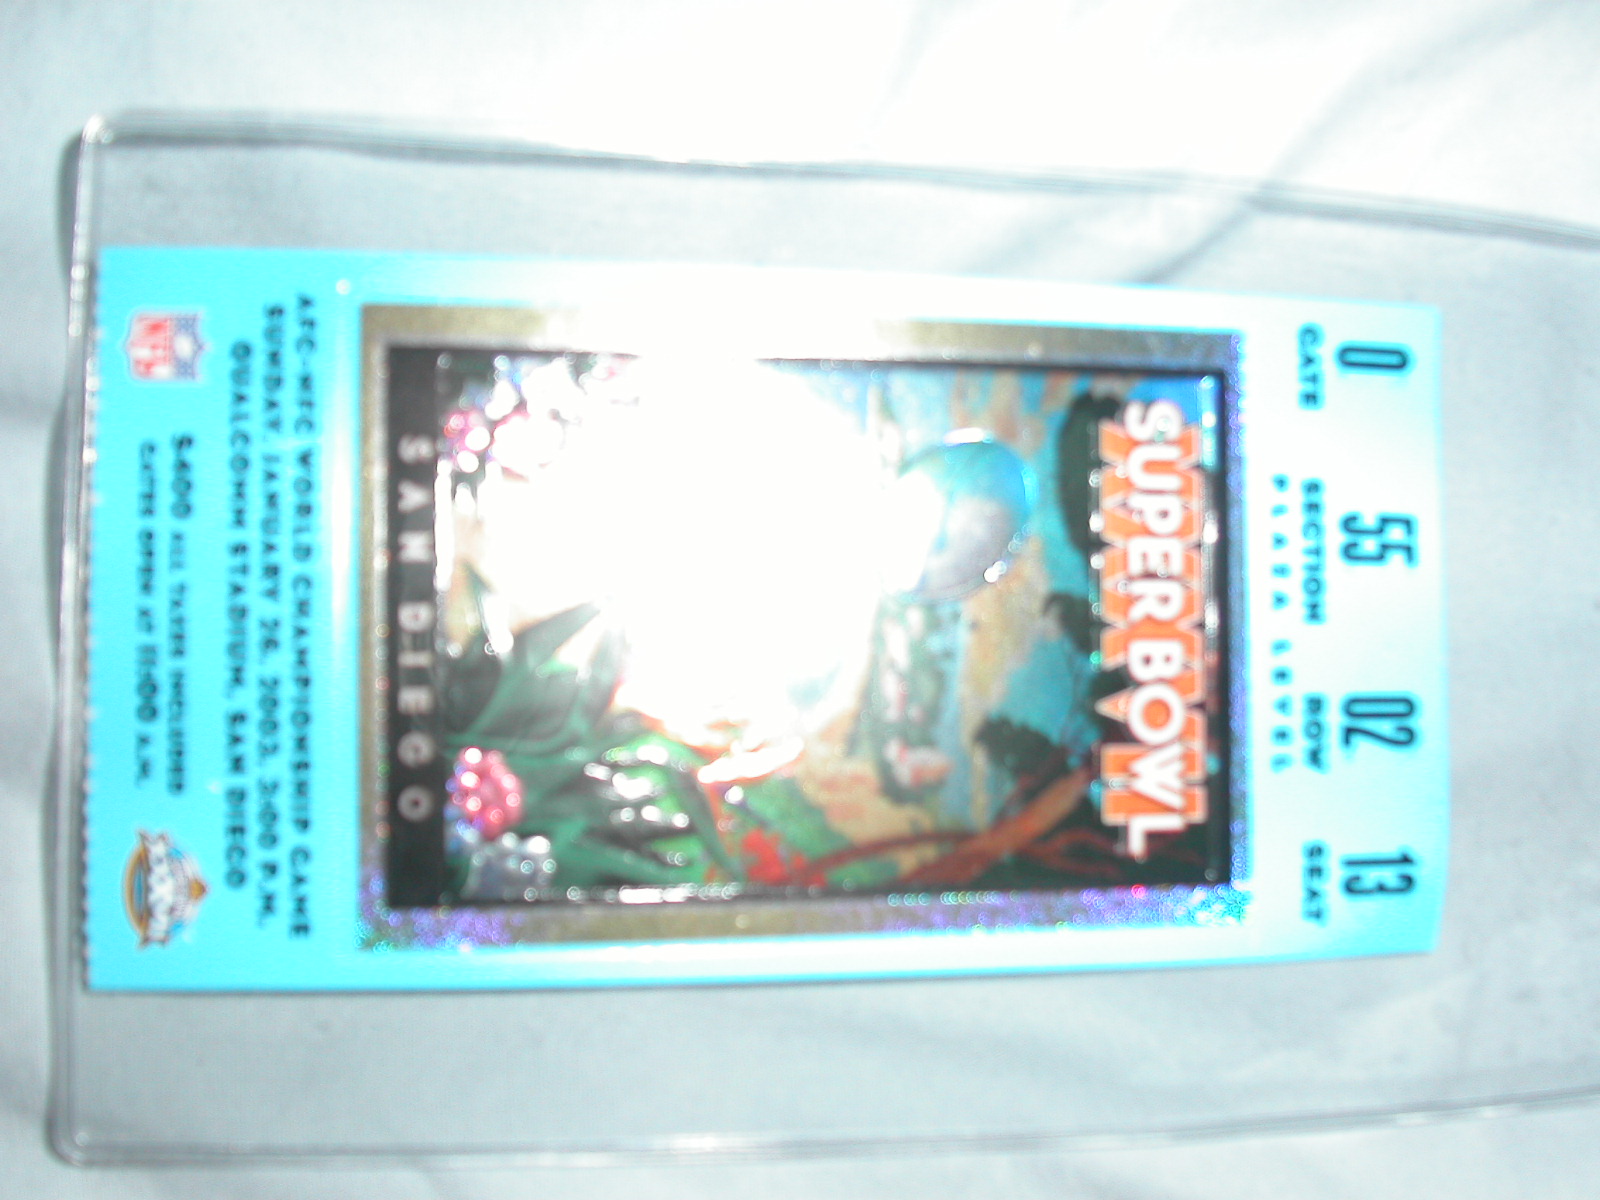 0 55 02 13
GATE SECTION ROW SEAT
PLAZA LEVEL
SUPER BOWL
SAN DIEGO
AFC-NFC WORLD CHAMPIONSHIP GAME
SUNDAY, JANUARY 26, 2003, 3:00 P.M.
QUALCOMM STADIUM, SAN DIEGO
$400 ALL TAXES INCLUDED
GATES OPEN AT 11:00 A.M.
NFL
XXXVII